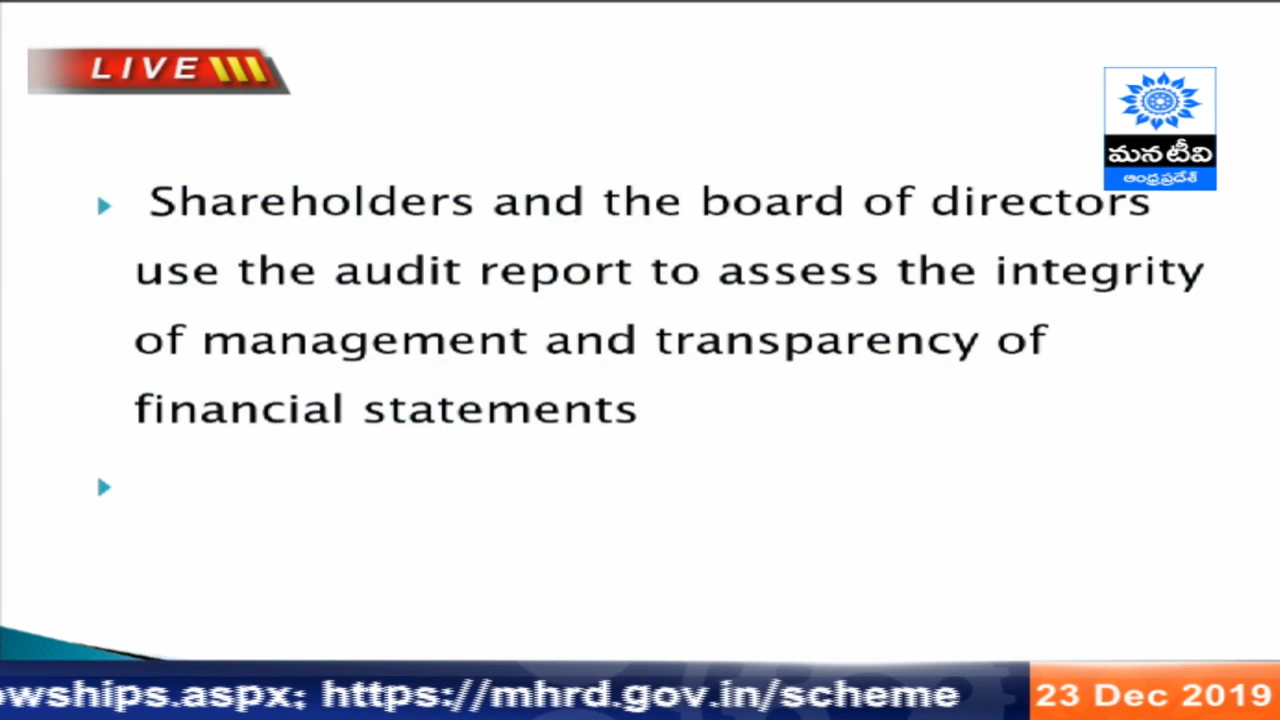 LIVE
మన టీవి
ఆంధ్రప్రదేశ్
Shareholders and the board of directors
use the audit report to assess the integrity
of management and transparency of
financial statements
owships.aspx; https://mhrd.gov.in/scheme
23 Dec 2019